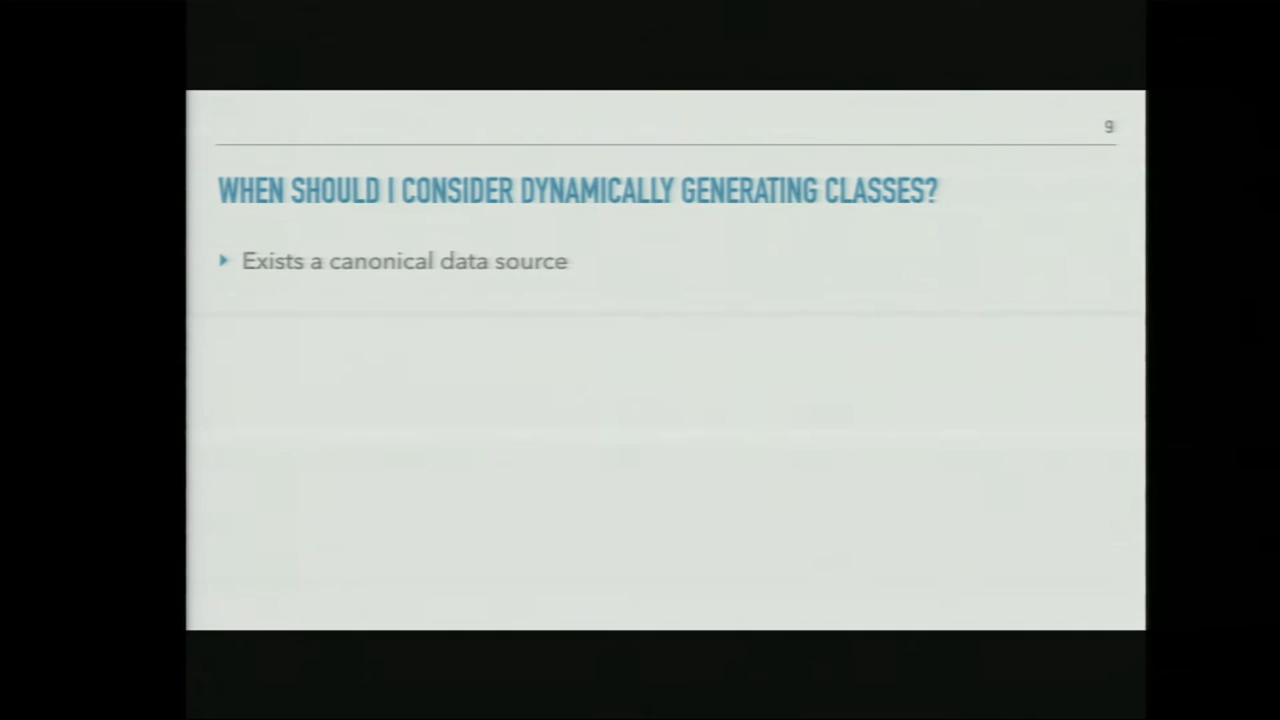 9
WHEN SHOULD I CONSIDER DYNAMICALLY GENERATING CLASSES?
Exists a canonical data source